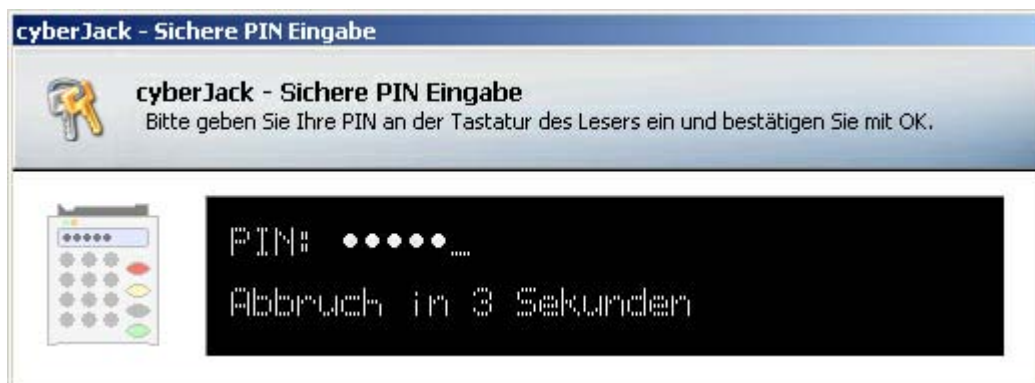 cyberJack - Sichere PIN Eingabe
cyberJack - Sichere PIN Eingabe
Bitte geben Sie Ihre PIN an der Tastatur des Lesers ein und bestätigen Sie mit OK.
PIN: ●●●●●_
Abbruch in 3 Sekunden